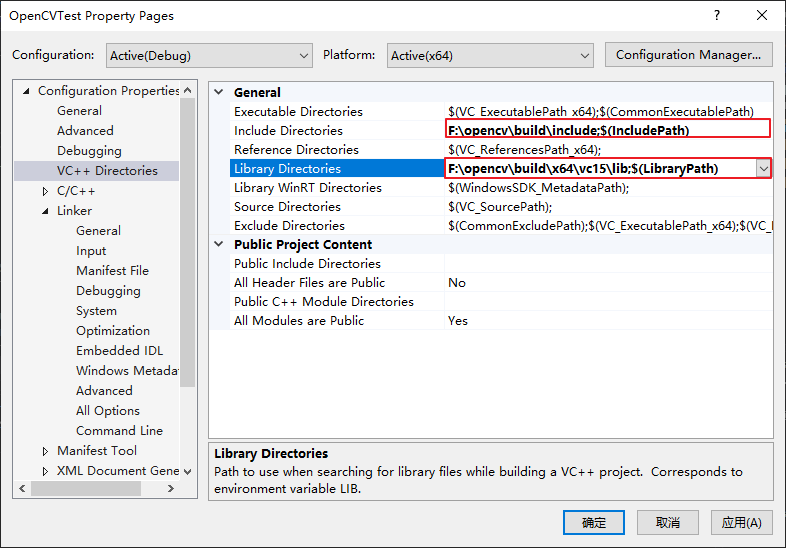 OpenCVTest Property Pages
Configuration: Active(Debug) Platform: Active(x64) Configuration Manager...
Configuration Properties
General
Advanced
Debugging
VC++ Directories
C/C++
Linker
General
Input
Manifest File
Debugging
System
Optimization
Embedded IDL
Windows Metada
Advanced
All Options
Command Line
Manifest Tool
XML Document Gene
General
Executable Directories $(VC_ExecutablePath_x64);$(CommonExecutablePath)
Include Directories F:\opencv\build\include;$(IncludePath)
Reference Directories $(VC_ReferencesPath_x64);
Library Directories F:\opencv\build\x64\vc15\lib;$(LibraryPath)
Library WinRT Directories $(WindowsSDK_MetadataPath);
Source Directories $(VC_SourcePath);
Exclude Directories $(CommonExcludePath);$(VC_ExecutablePath_x64);$(VC_I
Public Project Content
Public Include Directories
All Header Files are Public No
Public C++ Module Directories
All Modules are Public Yes
Library Directories
Path to use when searching for library files while building a VC++ project. Corresponds to
environment variable LIB.
确定 取消 应用(A)